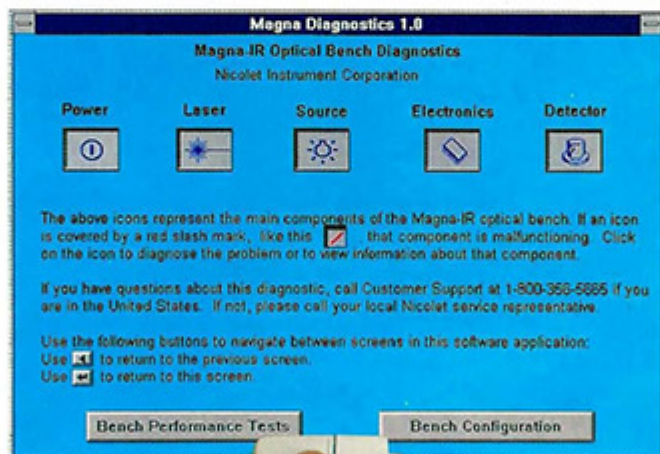 Magna Diagnostics 1.0
Magna-IR Optical Bench Diagnostics
Nicolet Instrument Corporation
Power Laser Source Electronics Detector
The above icons represent the main components of the Magna-IR optical bench. If an icon
is covered by a red slash mark, like this , that component is malfunctioning. Click
on the icon to diagnose the problem or to view information about that component.
If you have questions about this diagnostic, call Customer Support at 1-800-356-5665 if you
are in the United States. If not, please call your local Nicolet service representative.
Use the following buttons to navigate between screens in this software application:
Use to return to the previous screen.
Use to return to this screen.
Bench Performance Tests Bench Configuration